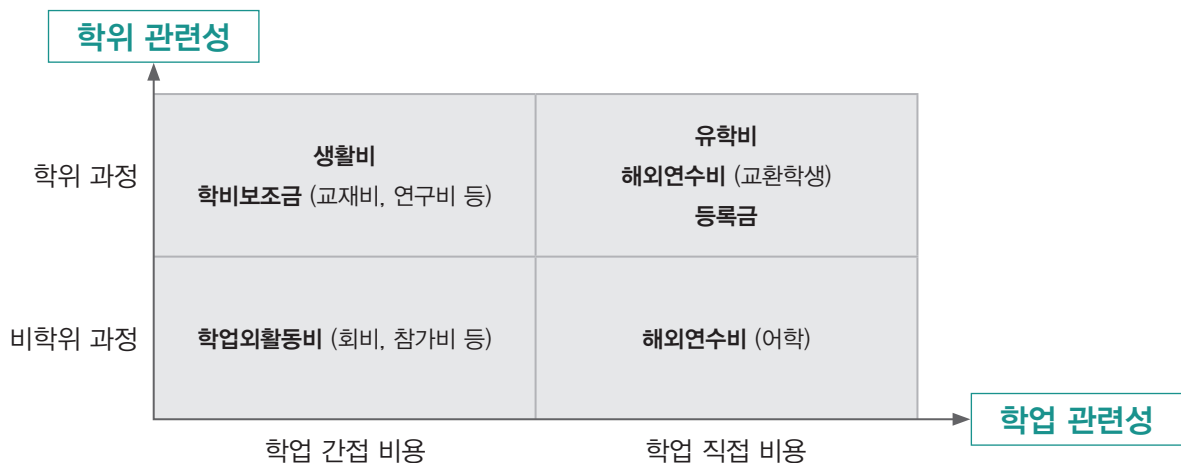 학위 관련성
학위 과정
생활비
학비보조금 (교재비, 연구비 등)
유학비
해외연수비 (교환학생)
등록금
비학위 과정
학업외활동비 (회비, 참가비 등)
해외연수비 (어학)
학업 관련성
학업 간접 비용
학업 직접 비용